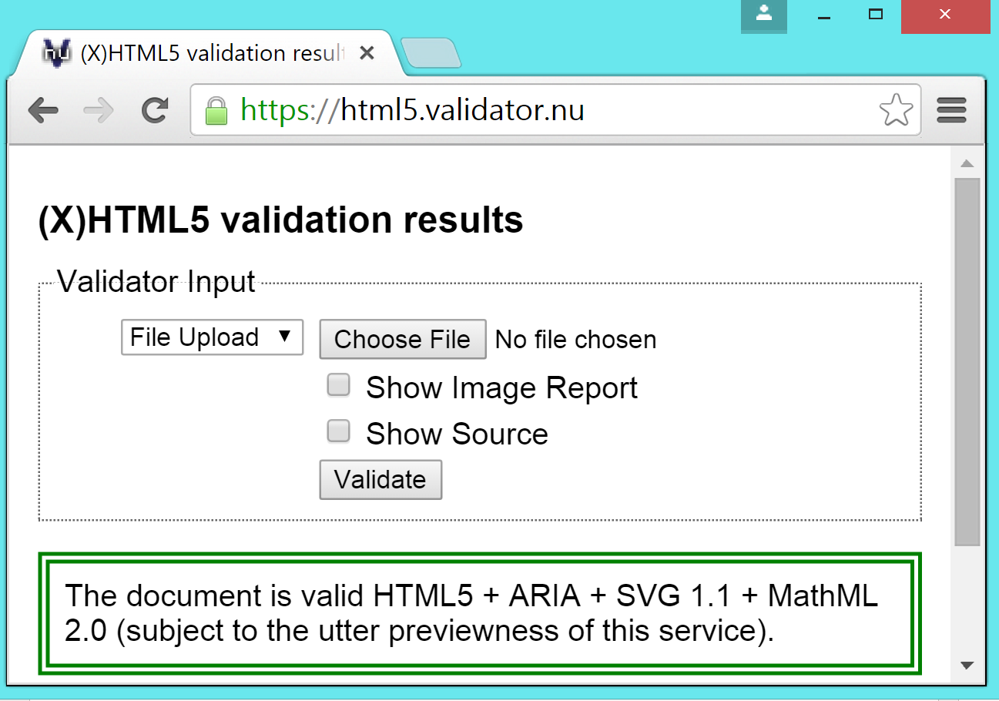 (X)HTML5 validation result
https://html5.validator.nu
(X)HTML5 validation results
Validator Input
File Upload Choose File No file chosen
Show Image Report
Show Source
Validate
The document is valid HTML5 + ARIA + SVG 1.1 + MathML
2.0 (subject to the utter previewness of this service).